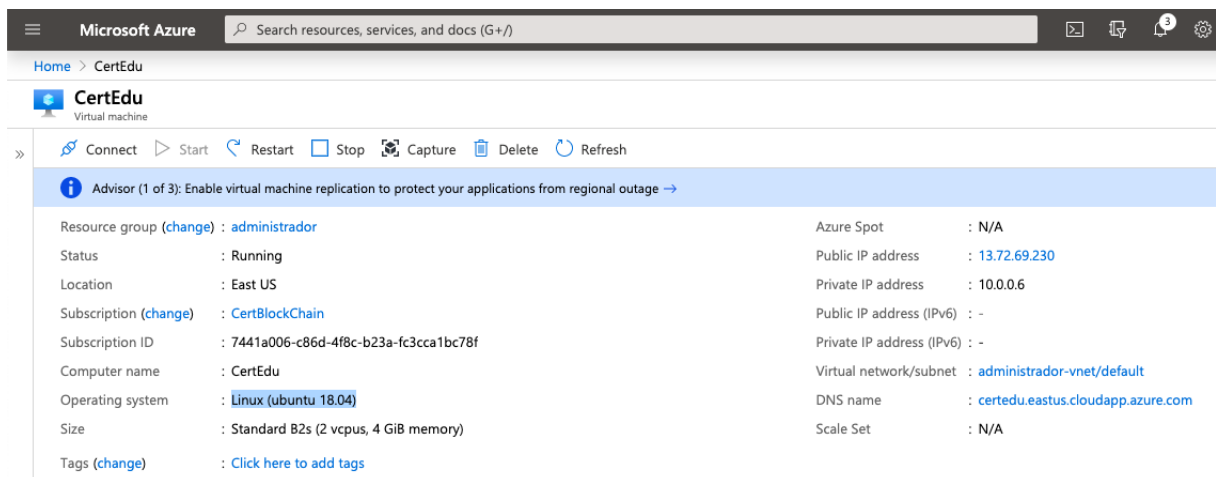 Microsoft Azure Search resources, services, and docs (G+/) 3
Home > CertEdu
CertEdu
Virtual machine
Connect Start Restart Stop Capture Delete Refresh
Advisor (1 of 3): Enable virtual machine replication to protect your applications from regional outage →
Resource group (change) : administrador
Status : Running
Location : East US
Subscription (change) : CertBlockChain
Subscription ID : 7441a006-c86d-4f8c-b23a-fc3cca1bc78f
Computer name : CertEdu
Operating system : Linux (ubuntu 18.04)
Size : Standard B2s (2 vcpus, 4 GiB memory)
Tags (change) : Click here to add tags
Azure Spot : N/A
Public IP address : 13.72.69.230
Private IP address : 10.0.0.6
Public IP address (IPv6) : -
Private IP address (IPv6) : -
Virtual network/subnet : administrador-vnet/default
DNS name : certedu.eastus.cloudapp.azure.com
Scale Set : N/A